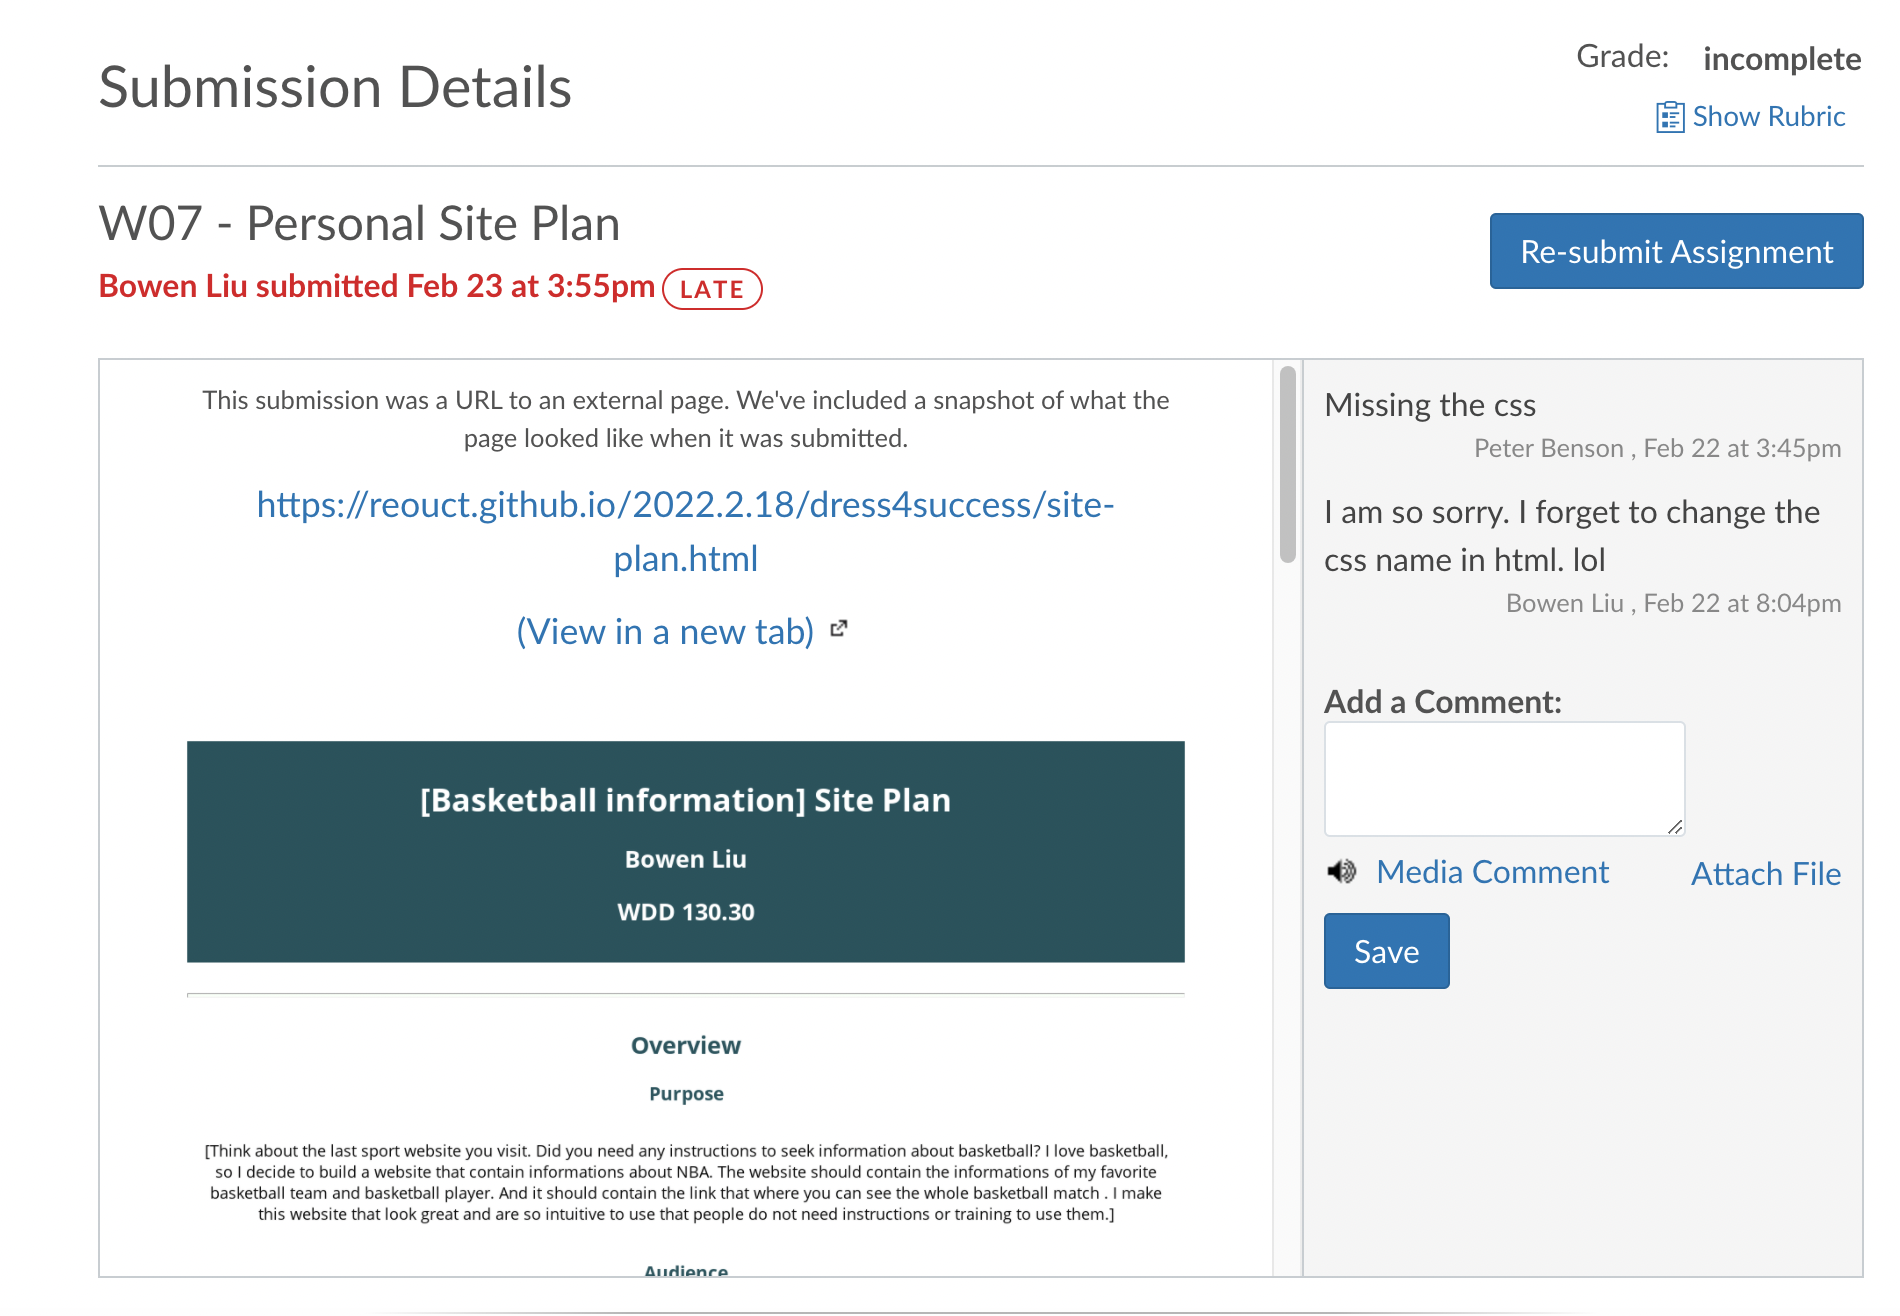 Submission Details
Grade: incomplete
Show Rubric
W07 - Personal Site Plan
Bowen Liu submitted Feb 23 at 3:55pm LATE
Re-submit Assignment
This submission was a URL to an external page. We've included a snapshot of what the
page looked like when it was submitted.
https://reouct.github.io/2022.2.18/dress4success/site-
plan.html
(View in a new tab)
[Basketball information] Site Plan
Bowen Liu
WDD 130.30
Overview
Purpose
[Think about the last sport website you visit. Did you need any instructions to seek information about basketball? I love basketball,
so I decide to build a website that contain informations about NBA. The website should contain the informations of my favorite
basketball team and basketball player. And it should contain the link that where you can see the whole basketball match . I make
this website that look great and are so intuitive to use that people do not need instructions or training to use them.]
Audience
Missing the css
Peter Benson , Feb 22 at 3:45pm
I am so sorry. I forget to change the
css name in html. lol
Bowen Liu , Feb 22 at 8:04pm
Add a Comment:
Media Comment
Attach File
Save